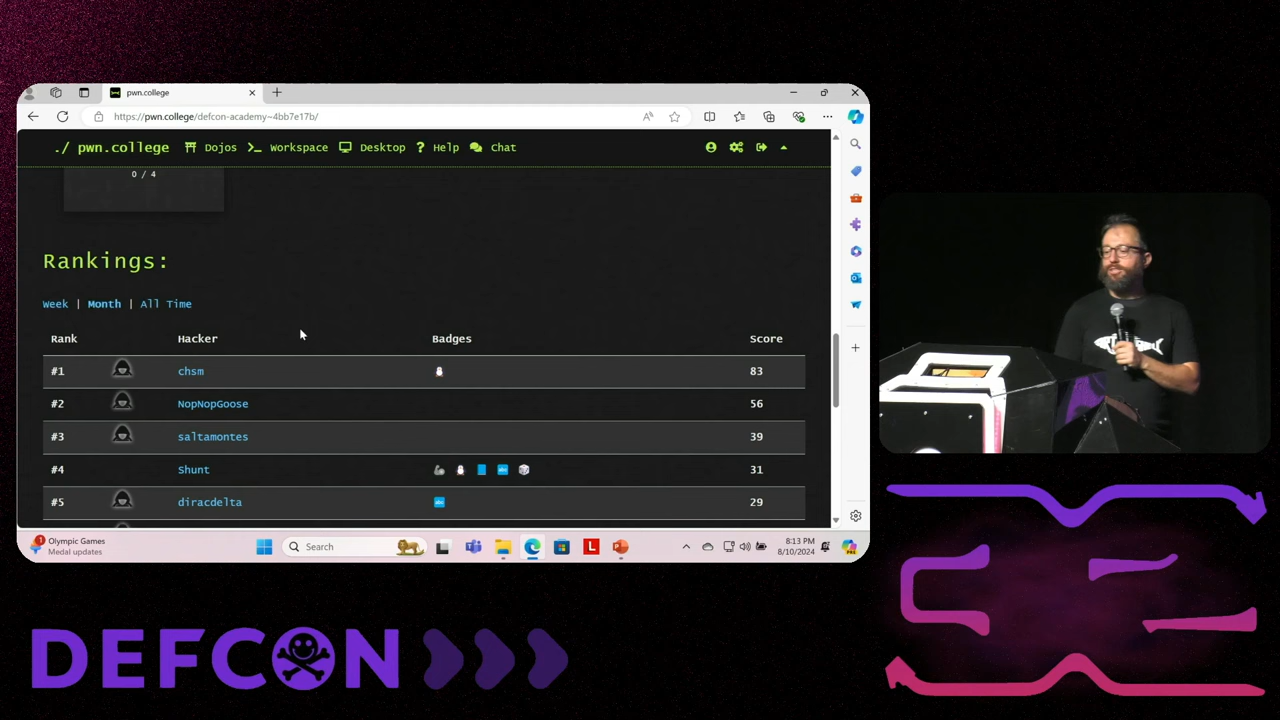 pwn.college
https://pwn.college/defcon-academy~4bb7e17b/
./ pwn.college Dojos Workspace Desktop Help Chat
0 / 4
Rankings:
Week | Month | All Time
Rank Hacker Badges Score
#1 chsm 83
#2 NopNopGoose 56
#3 saltamontes 39
#4 Shunt 31
#5 diracdelta 29
1 Olympic Games
Medal updates
Search
L
8:13 PM
8/10/2024
DEFCON